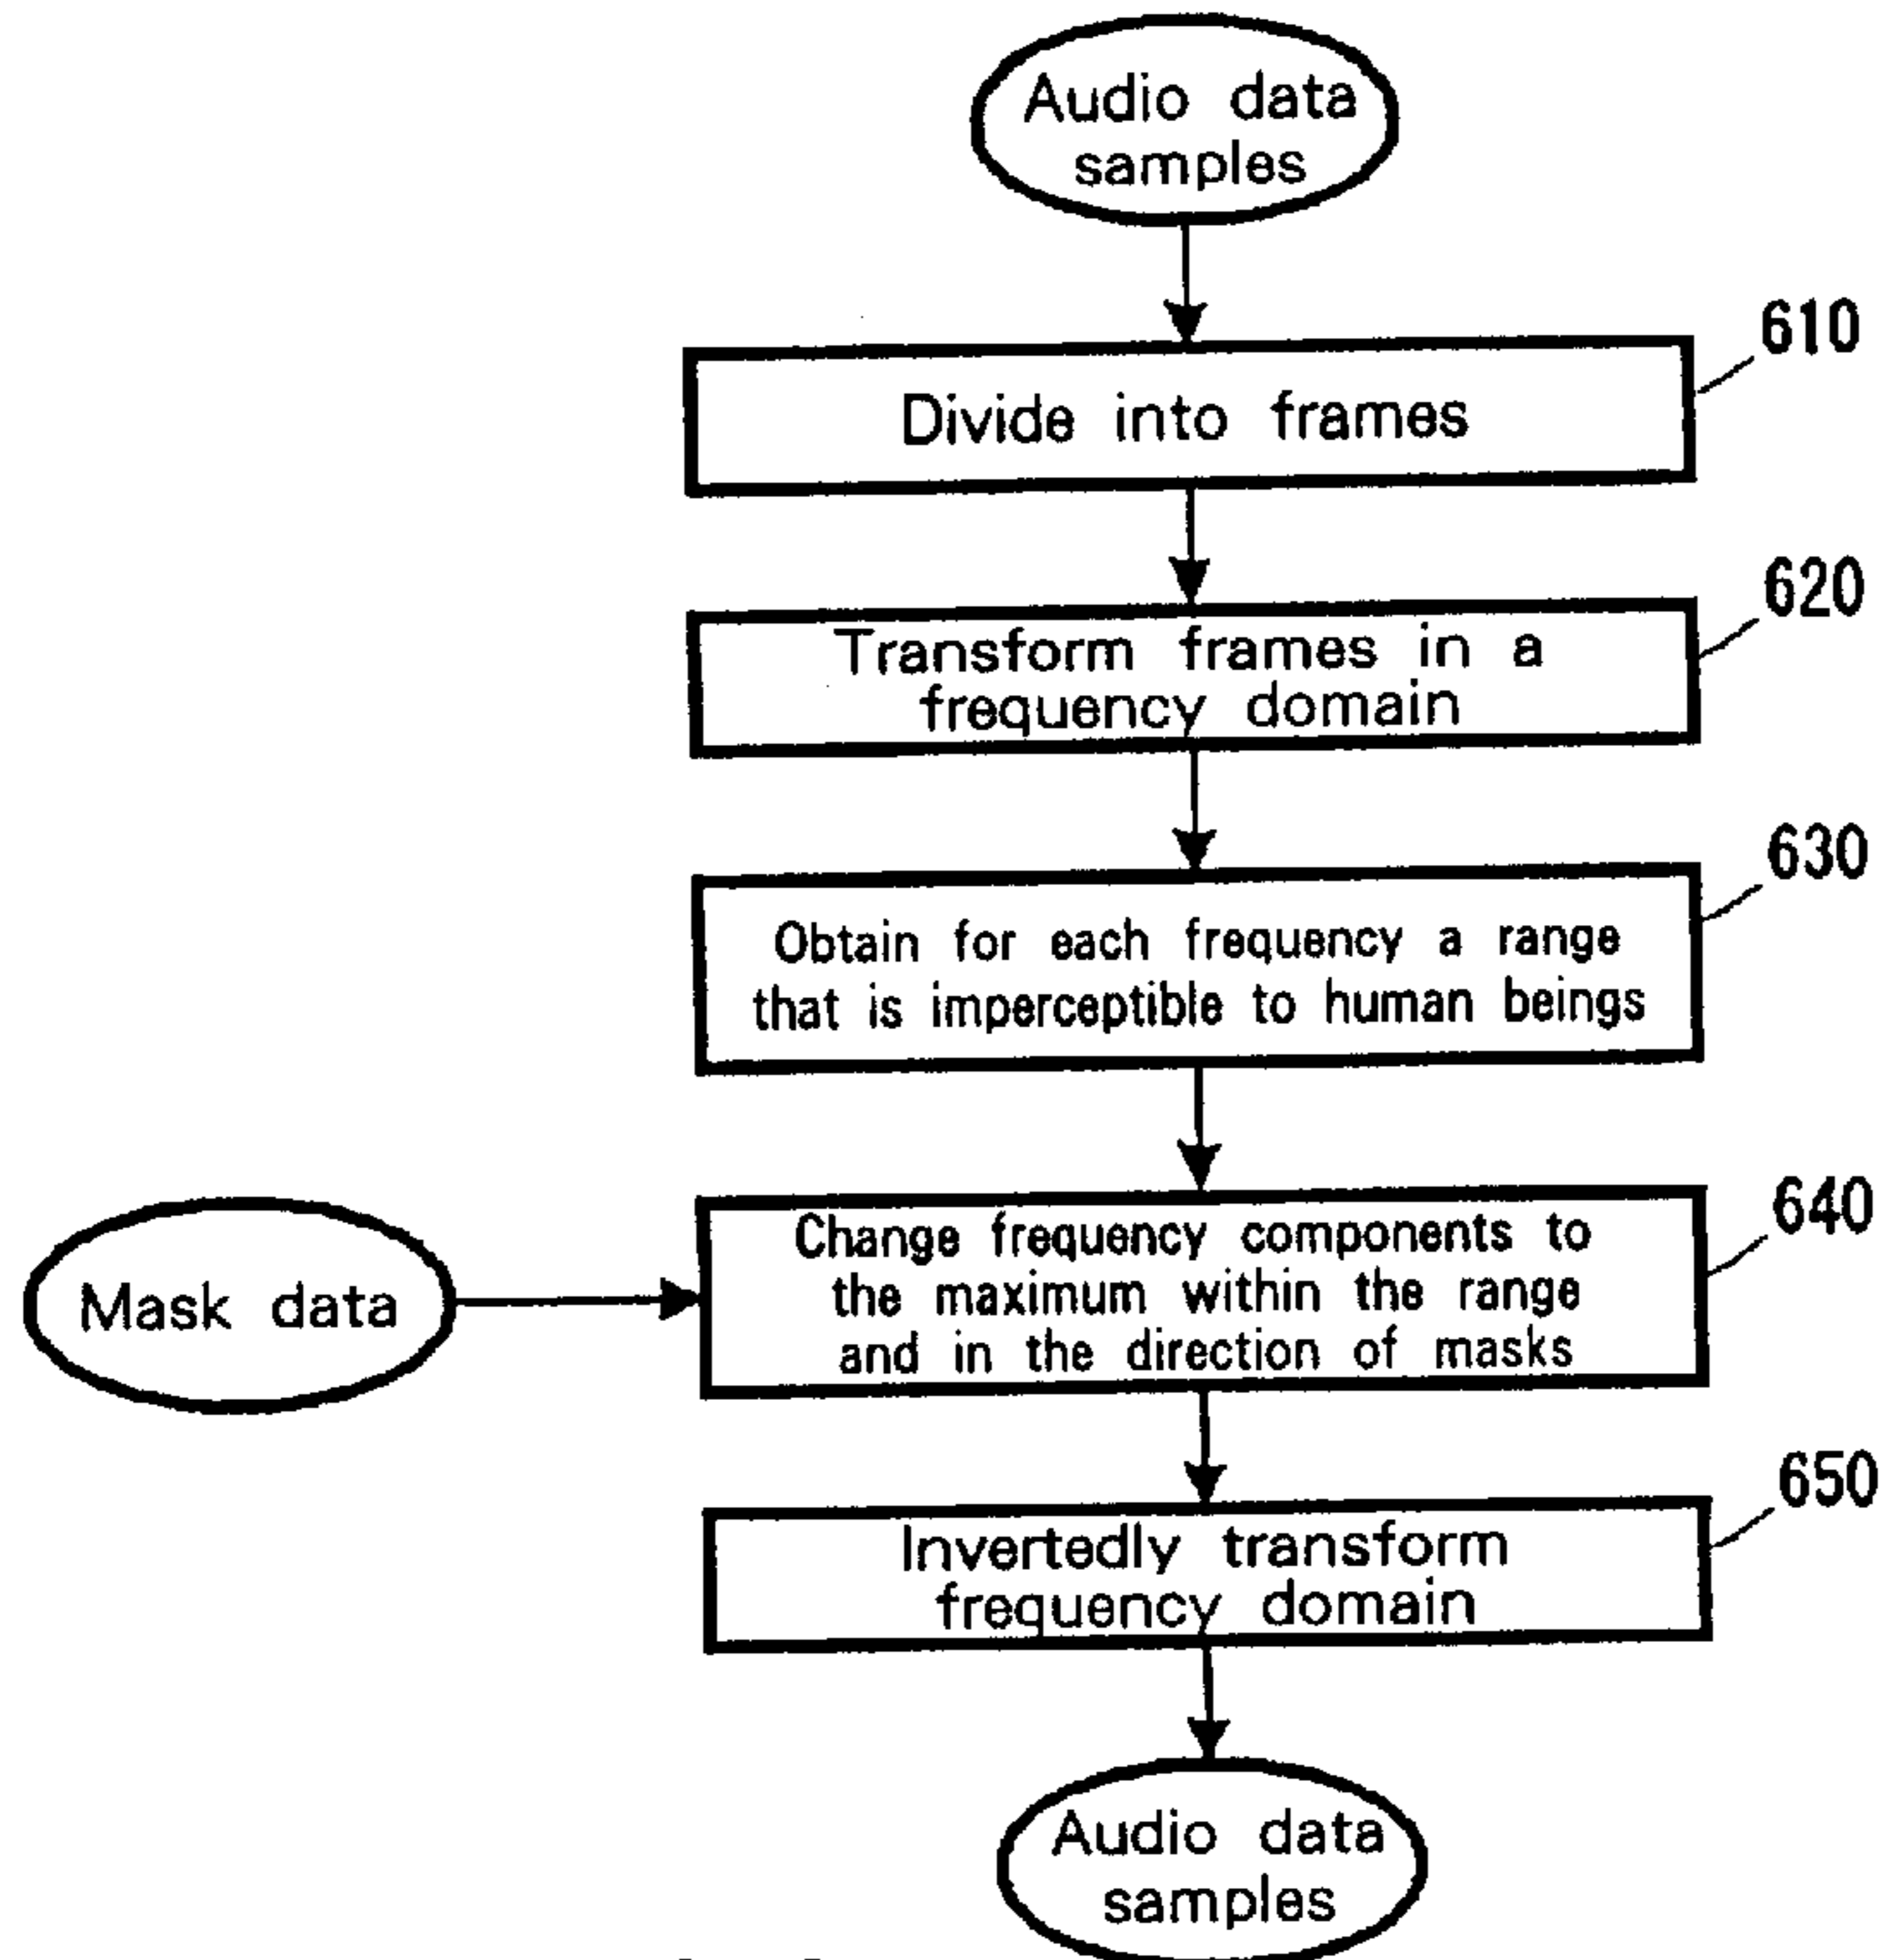 Audio data
samples
610
Divide into frames
620
Transform frames in a
frequency domain
630
Obtain for each frequency a range
that is imperceptible to human beings
640
Change frequency components to
the maximum within the range
and in the direction of masks
Mask data
650
Invertedly transform
frequency domain
Audio data
samples